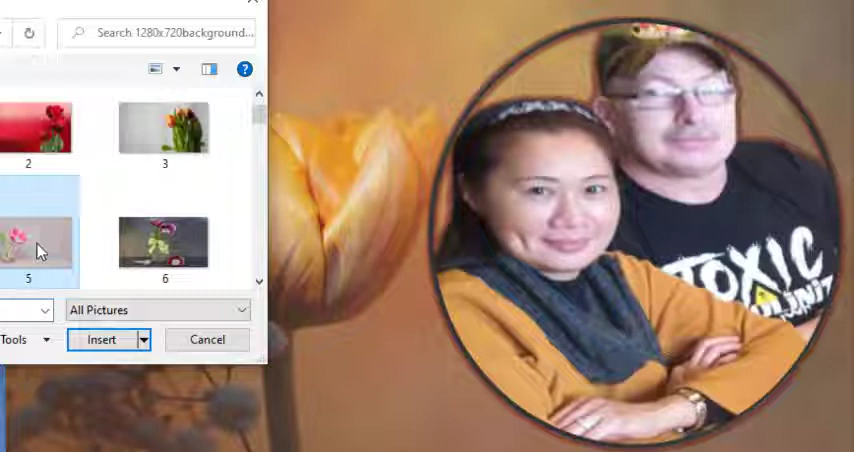 Search 1280x720background...
2
3
5
6
All Pictures
Tools
Insert
Cancel
TOXIC